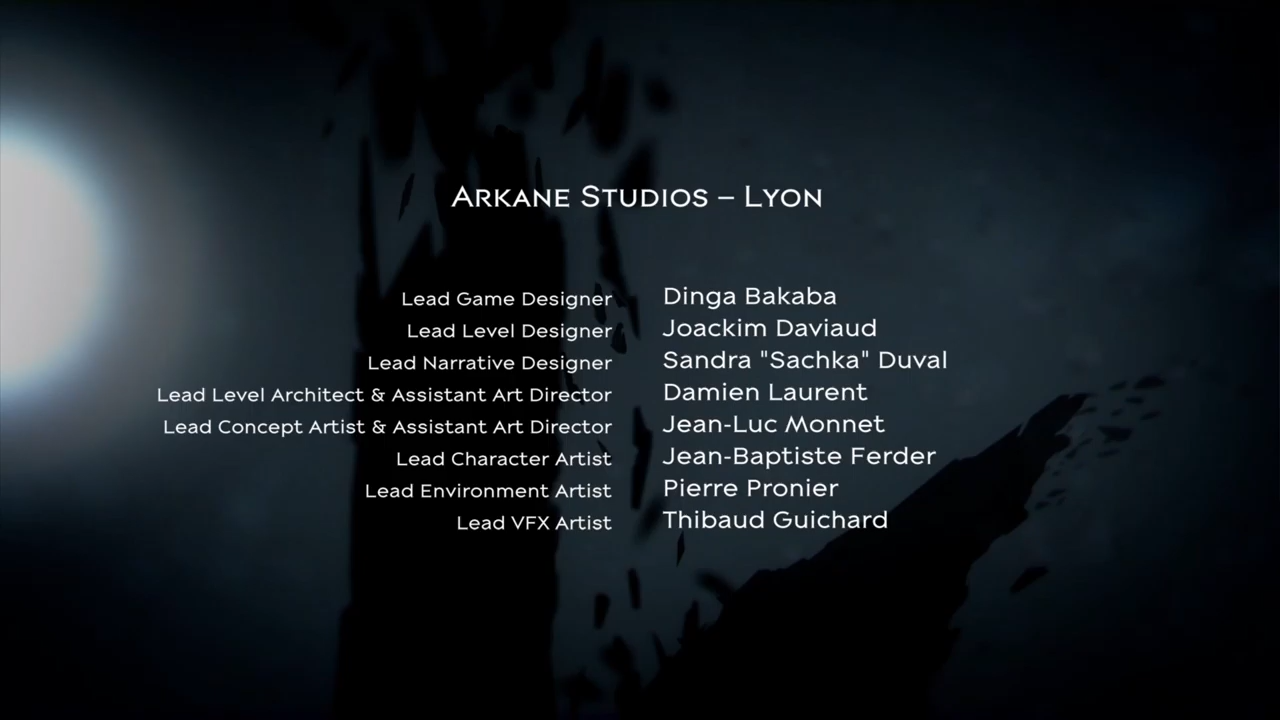 Arkane Studios – Lyon
Lead Game Designer Dinga Bakaba
Lead Level Designer Joackim Daviaud
Lead Narrative Designer Sandra "Sachka" Duval
Lead Level Architect & Assistant Art Director Damien Laurent
Lead Concept Artist & Assistant Art Director Jean-Luc Monnet
Lead Character Artist Jean-Baptiste Ferder
Lead Environment Artist Pierre Pronier
Lead VFX Artist Thibaud Guichard